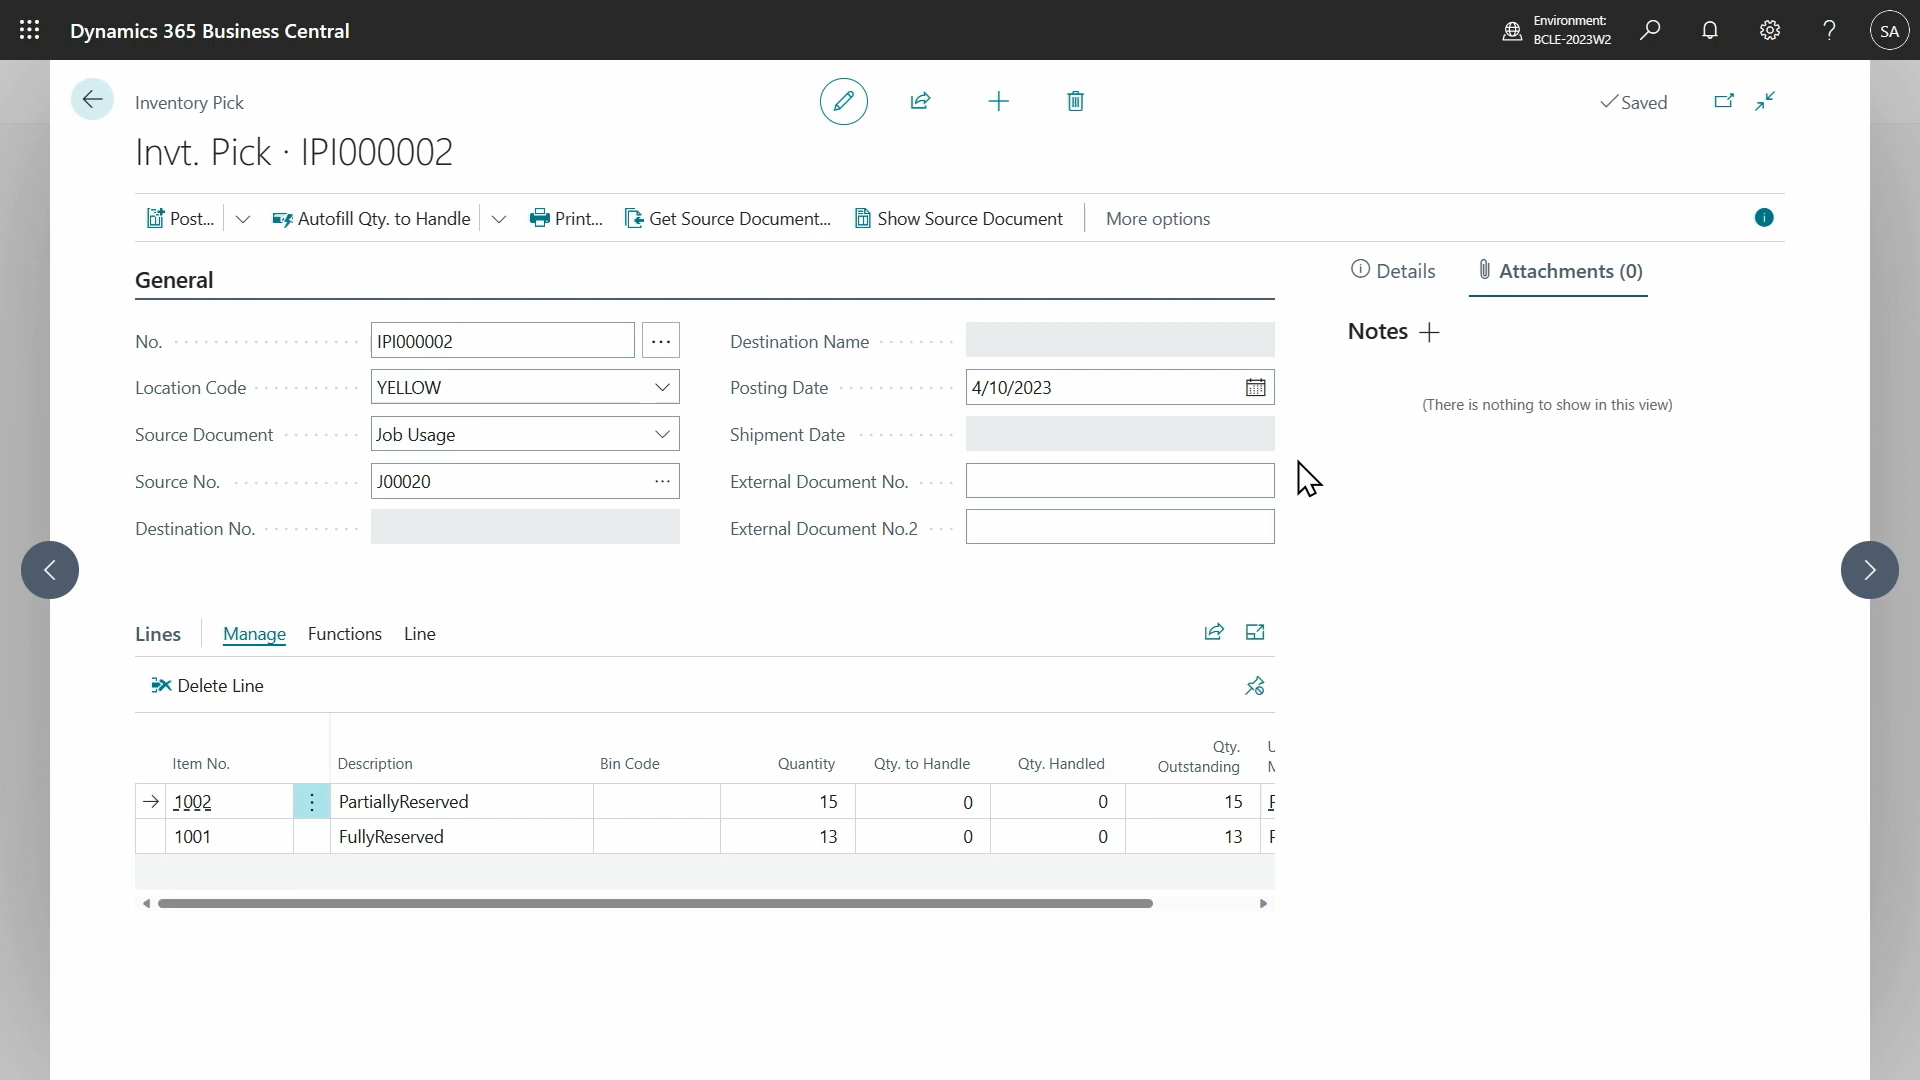 Dynamics 365 Business Central
Environment:
BCLE-2023W2
SA
Inventory Pick
Saved
Invt. Pick · IPI000002
Post...
Autofill Qty. to Handle
Print...
Get Source Document...
Show Source Document
More options
General
Details
Attachments (0)
Notes
(There is nothing to show in this view)
No.
IPI000002
Destination Name
Location Code
YELLOW
Posting Date
4/10/2023
Source Document
Job Usage
Shipment Date
Source No.
J00020
External Document No.
Destination No.
External Document No.2
Lines
Manage
Functions
Line
Delete Line
Item No.
Description
Bin Code
Quantity
Qty. to Handle
Qty. Handled
Qty.
Outstanding
1002
PartiallyReserved
15
0
0
15
1001
FullyReserved
13
0
0
13